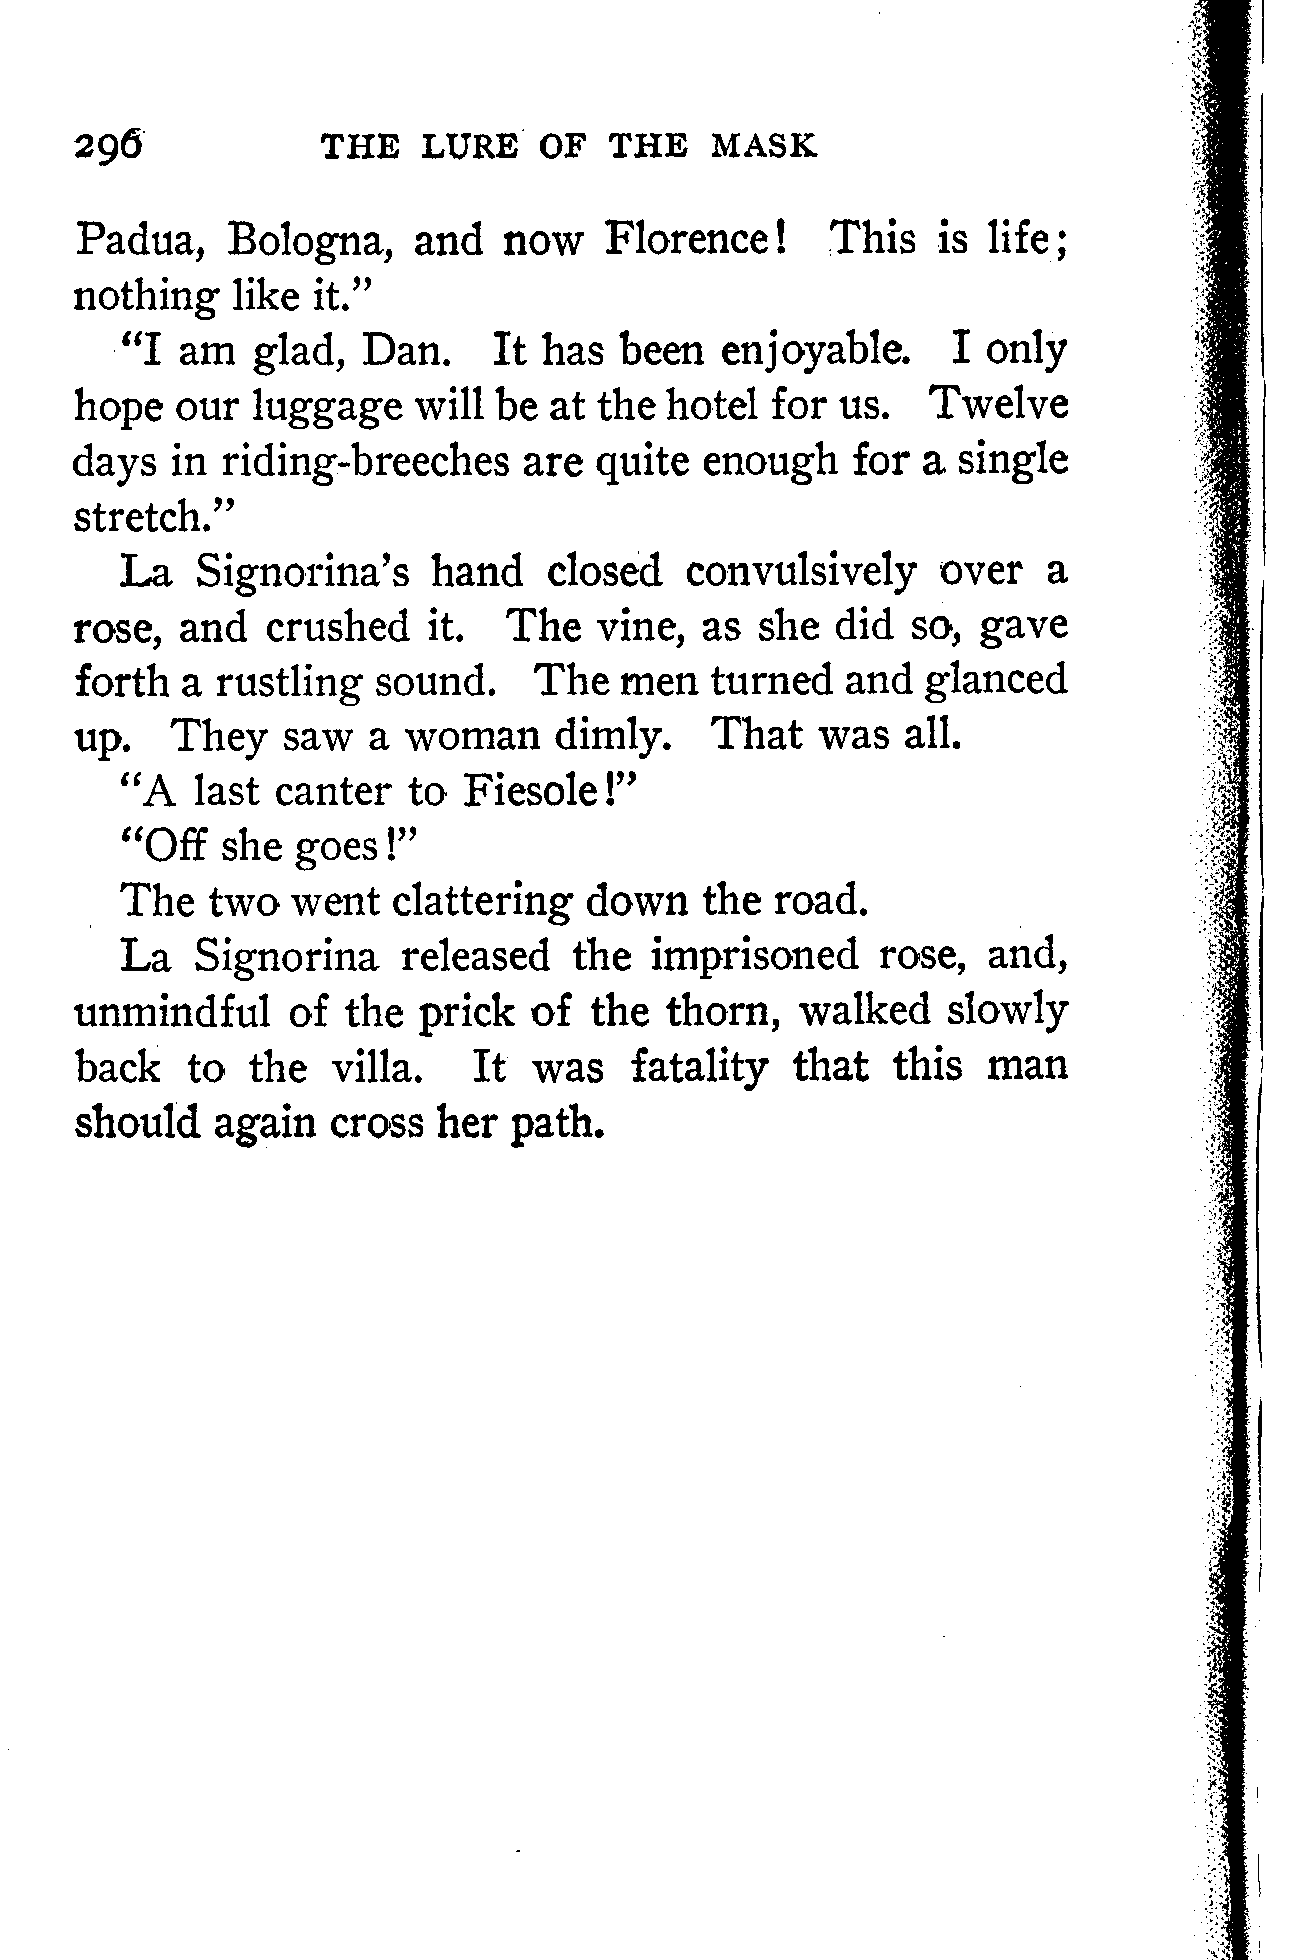 296 THE LURE OF THE MASK
Padua, Bologna, and now Florence! This is life;
nothing like it."
"I am glad, Dan. It has been enjoyable. I only
hope our luggage will be at the hotel for us. Twelve
days in riding-breeches are quite enough for a single
stretch."
La Signorina's hand closed convulsively over a
rose, and crushed it. The vine, as she did so, gave
forth a rustling sound. The men turned and glanced
up. They saw a woman dimly. That was all.
"A last canter to Fiesole!"
"Off she goes!"
The two went clattering down the road.
La Signorina released the imprisoned rose, and,
unmindful of the prick of the thorn, walked slowly
back to the villa. It was fatality that this man
should again cross her path.